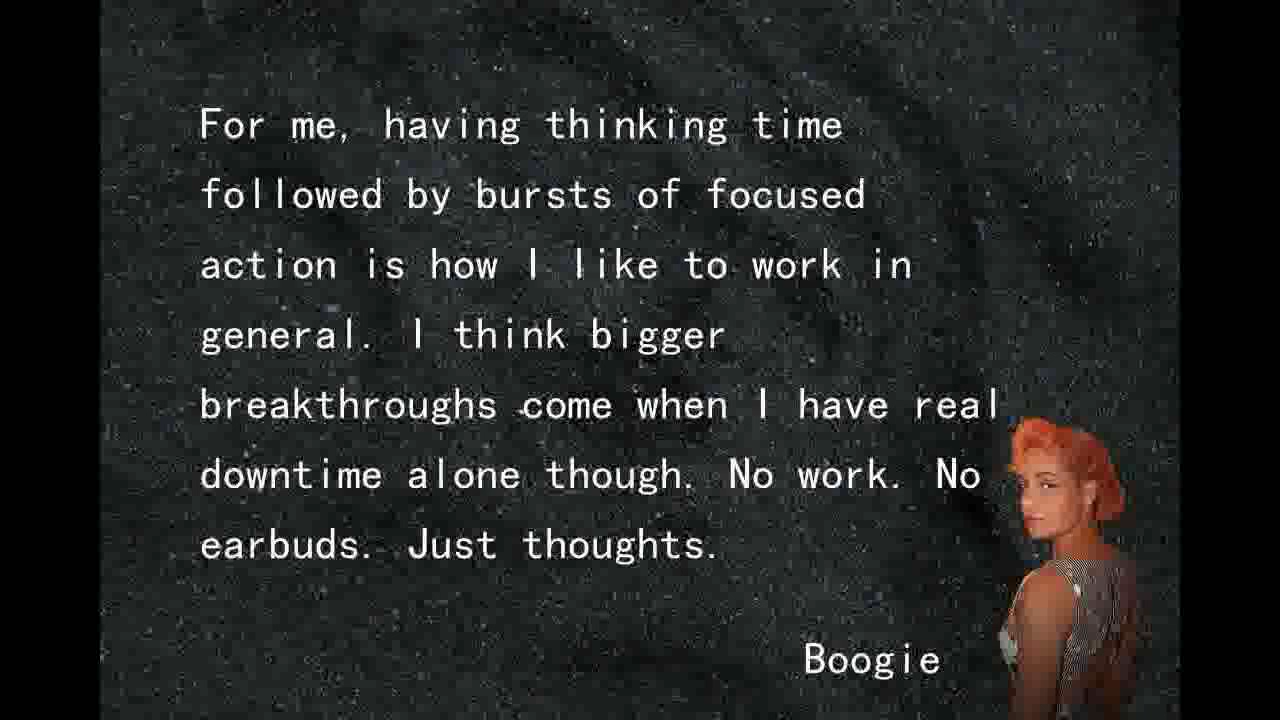 For me, having thinking time
followed by bursts of focused
action is how I like to work in
general. I think bigger
breakthroughs come when I have real
downtime alone though. No work. No
earbuds. Just thoughts.
Boogie